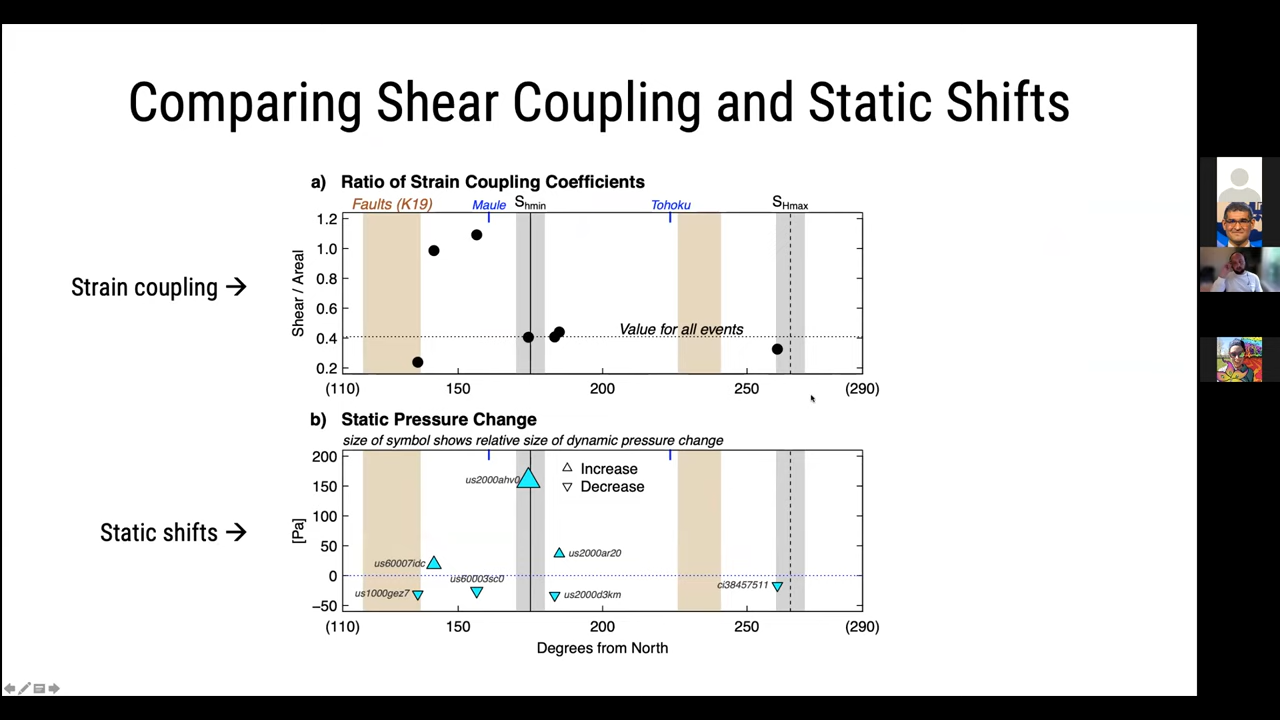 Comparing Shear Coupling and Static Shifts
a) Ratio of Strain Coupling Coefficients
Faults (K19) Maule Shmin Tohoku SHmax
1.2
1.0
0.8
0.6
0.4
0.2
Shear / Areal
Strain coupling →
Value for all events
(110) 150 200 250 (290)
b) Static Pressure Change
size of symbol shows relative size of dynamic pressure change
200
150
100
50
0
−50
[Pa]
Static shifts →
△ Increase
▽ Decrease
us2000ahv0
us60007idc
us2000ar20
us60003sc0
ci38457511
us1000gez7
us2000d3km
(110) 150 200 250 (290)
Degrees from North